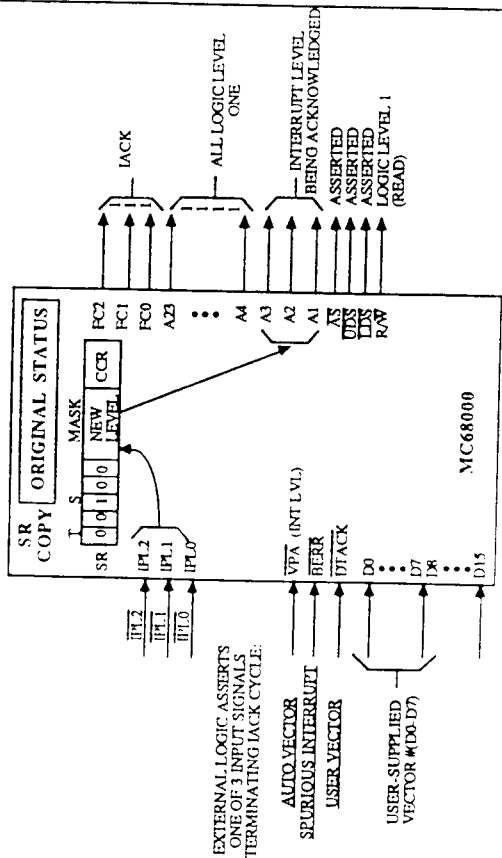 SR
COPY
ORIGINAL STATUS
T S MASK
SR 0 0 1 0 0 NEW LEVEL CCR
IPL2
IPL1
IPL0
IPL2
IPL1
IPL0
EXTERNAL LOGIC ASSERTS
ONE OF 3 INPUT SIGNALS
TERMINATING IACK CYCLE:
AUTO VECTOR
SPURIOUS INTERRUPT
USER VECTOR
VPA (INT LVL)
BERR
DTACK
D0
D7
D8
D15
USER-SUPPLIED
VECTOR #(D0-D7)
MC68000
FC2
FC1
FC0
A23
A4
A3
A2
A1
AS
UDS
LDS
R/W
IACK
ALL LOGIC LEVEL
ONE
INTERRUPT LEVEL
BEING ACKNOWLEDGED
ASSERTED
ASSERTED
ASSERTED
LOGIC LEVEL 1
(READ)